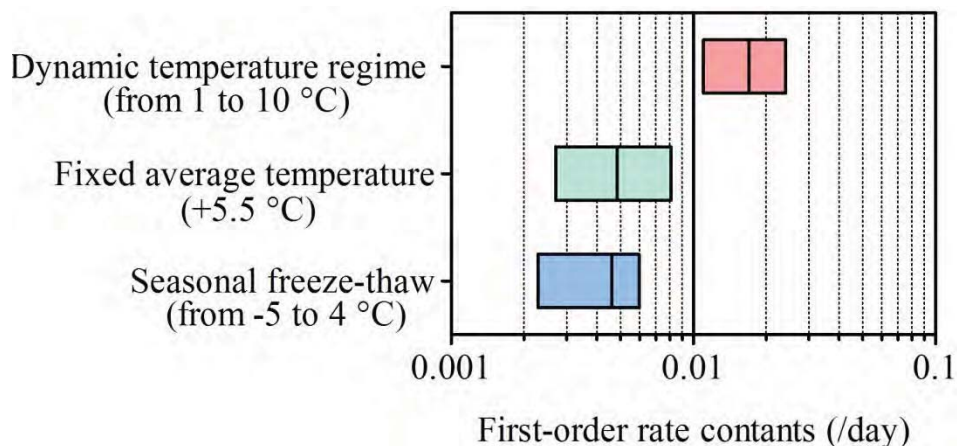 Dynamic temperature regime
(from 1 to 10 °C)
Fixed average temperature
(+5.5 °C)
Seasonal freeze-thaw
(from -5 to 4 °C)
0.001 0.01 0.1
First-order rate contants (/day)